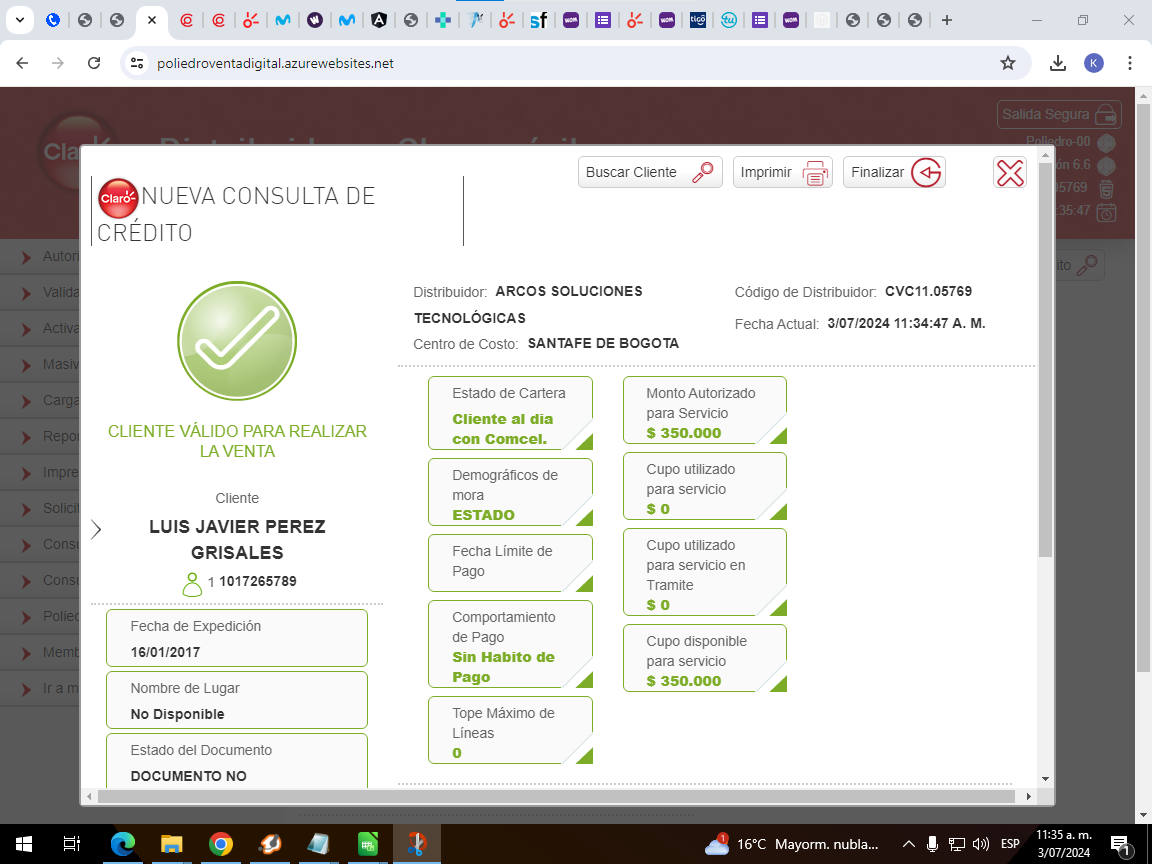 poliedroventadigital.azurewebsites.net
K
Salida Segura
Poliedro-00
6.6
05769
:35:47
Claro
Buscar Cliente
Imprimir
Finalizar
Claro
NUEVA CONSULTA DE
CRÉDITO
Distribuidor: ARCOS SOLUCIONES
TECNOLÓGICAS
Centro de Costo: SANTAFE DE BOGOTA
Código de Distribuidor: CVC11.05769
Fecha Actual: 3/07/2024 11:34:47 A. M.
CLIENTE VÁLIDO PARA REALIZAR
LA VENTA
Cliente
LUIS JAVIER PEREZ
GRISALES
1 1017265789
Fecha de Expedición
16/01/2017
Nombre de Lugar
No Disponible
Estado del Documento
DOCUMENTO NO
Estado de Cartera
Cliente al dia
con Comcel.
Demográficos de
mora
ESTADO
Fecha Límite de
Pago
Comportamiento
de Pago
Sin Habito de
Pago
Tope Máximo de
Líneas
0
Monto Autorizado
para Servicio
$ 350.000
Cupo utilizado
para servicio
$ 0
Cupo utilizado
para servicio en
Tramite
$ 0
Cupo disponible
para servicio
$ 350.000
Autori
Valida
Activa
Masiv
Carga
Repor
Impre
Solicit
Consu
Consu
Polied
Memb
Ir a m
1
16°C Mayorm. nubla...
ESP
11:35 a. m.
3/07/2024
1